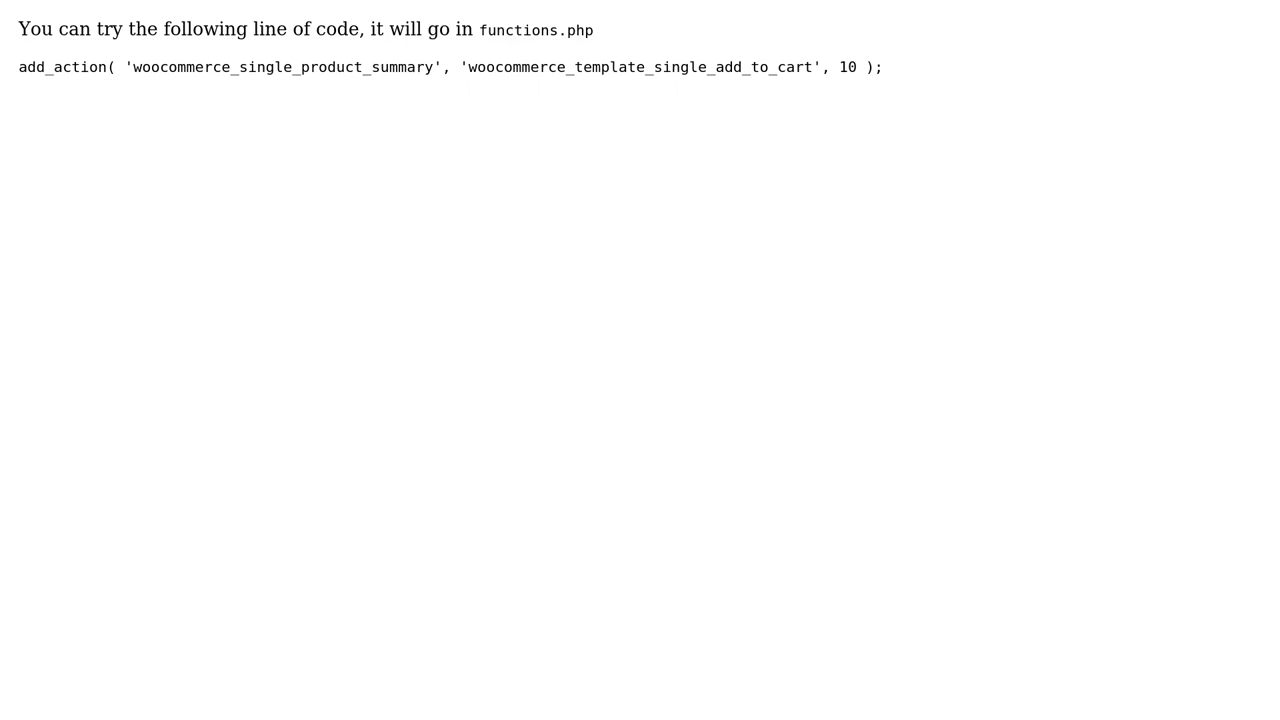 You can try the following line of code, it will go in functions.php
add_action( 'woocommerce_single_product_summary', 'woocommerce_template_single_add_to_cart', 10 );